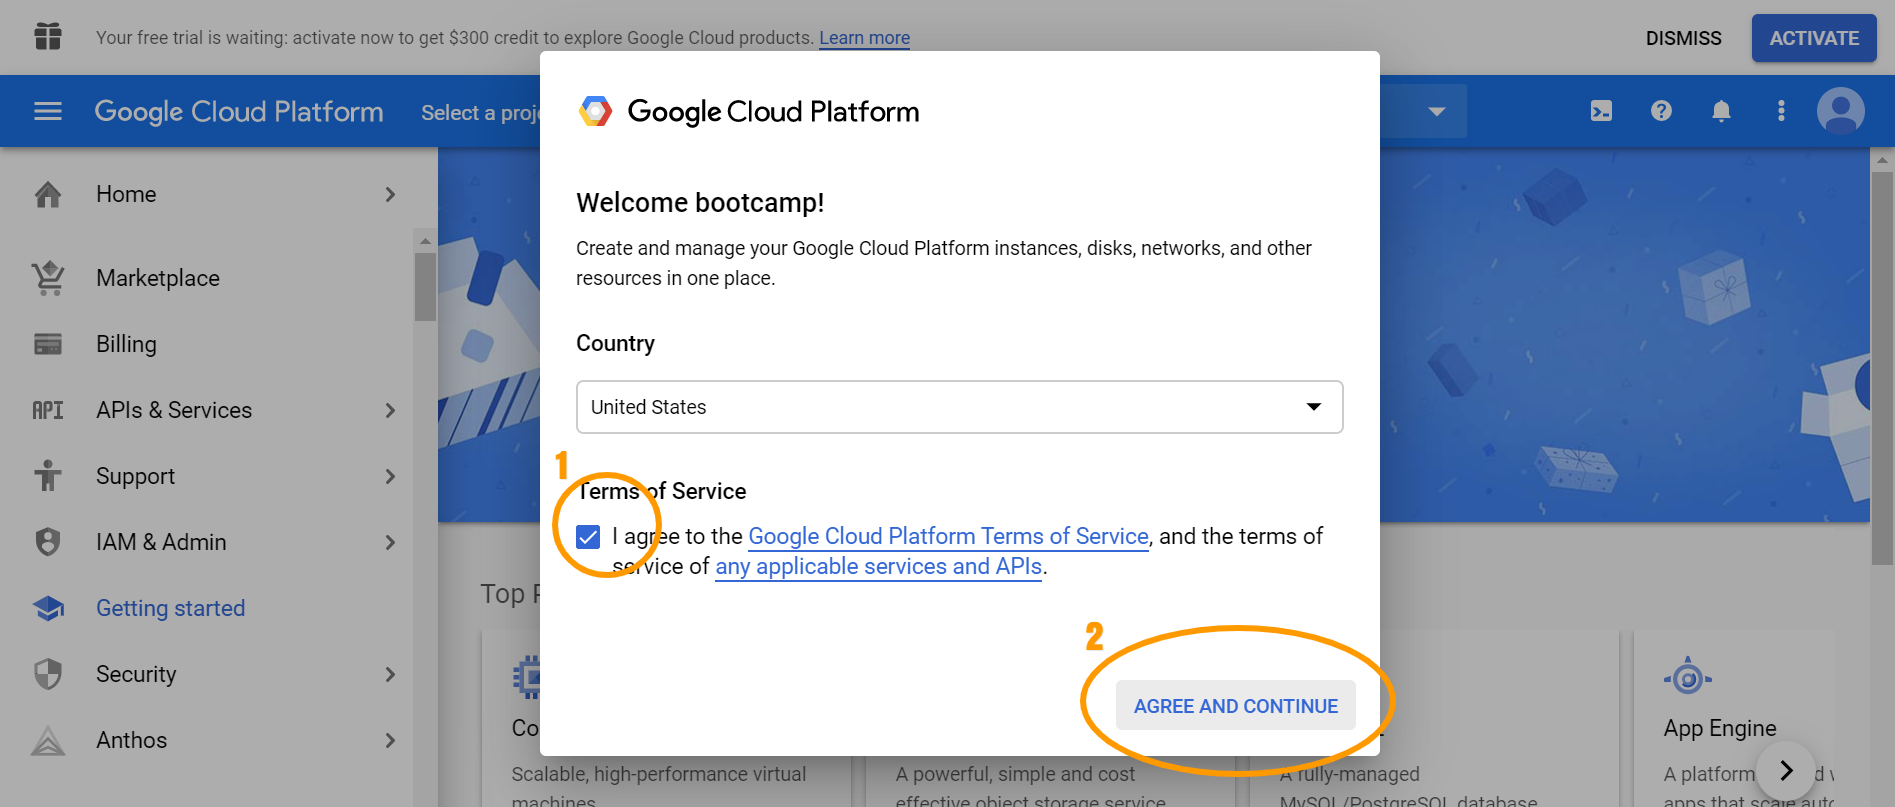 Your free trial is waiting: activate now to get $300 credit to explore Google Cloud products. Learn more
DISMISS
ACTIVATE
Google Cloud Platform
Select a proj
Home
Marketplace
Billing
API
APIs & Services
Support
IAM & Admin
Getting started
Security
Anthos
Google Cloud Platform
Welcome bootcamp!
Create and manage your Google Cloud Platform instances, disks, networks, and other
resources in one place.
Country
United States
1
Terms of Service
I agree to the Google Cloud Platform Terms of Service, and the terms of
service of any applicable services and APIs.
2
AGREE AND CONTINUE
Top
Co
Scalable, high-performance virtual
machines
A powerful, simple and cost
effective object storage service
A fully-managed
MySQL/PostgreSQL database
App Engine
A platform
apps that scale auto